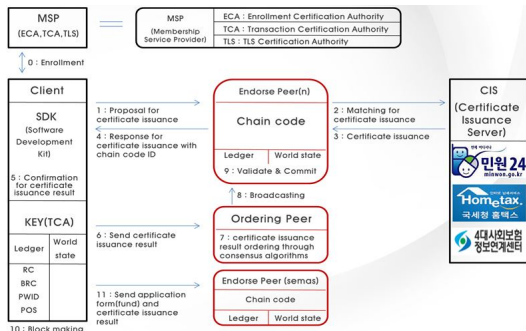 MSP
(ECA,TCA,TLS)
MSP
(Membership
Service Provider)
ECA : Enrollment Certification Authority
TCA : Transaction Certification Authority
TLS : TLS Certification Authority
0 : Enrollment
Client
SDK
(Software
Development
Kit)
5 : Confirmation
for certificate
issuance result
KEY(TCA)
Ledger
World
state
RC
BRC
PWID
POS
10 : Block making
1 : Proposal for
certificate issuance
4 : Response for
certificate issuance with
chain code ID
6 : Send certificate
issuance result
11 : Send application
form(fund) and
certificate issuance
result
Endorse Peer(n)
Chain code
Ledger
World state
9 : Validate & Commit
8 : Broadcasting
Ordering Peer
7 : certificate issuance
result ordering through
consensus algorithms
Endorse Peer (semas)
Chain code
Ledger
World state
2 : Matching for
certificate issuance
3 : Certificate issuance
CIS
(Certificate
Issuance
Server)
민원24
minwon.go.kr
Hometax.
국세청 홈택스
4대사회보험
정보연계센터